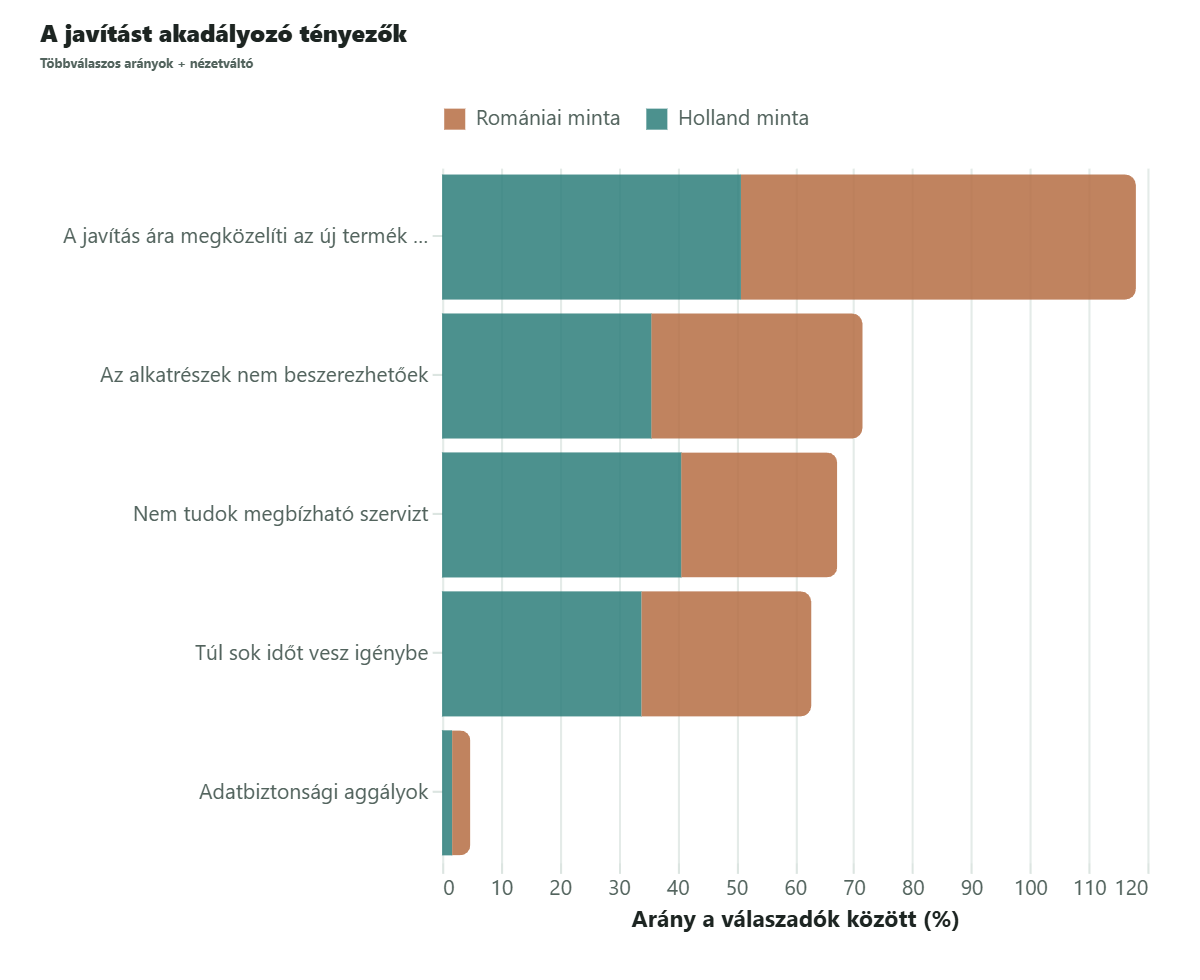 A javítást akadályozó tényezők
Többválaszos arányok + nézetváltó
Romániai minta
Holland minta
A javítás ára megközelíti az új termék ...
Az alkatrészek nem beszerezhetőek
Nem tudok megbízható szervizt
Túl sok időt vesz igénybe
Adatbiztonsági aggályok
0 10 20 30 40 50 60 70 80 90 100 110 120
Arány a válaszadók között (%)